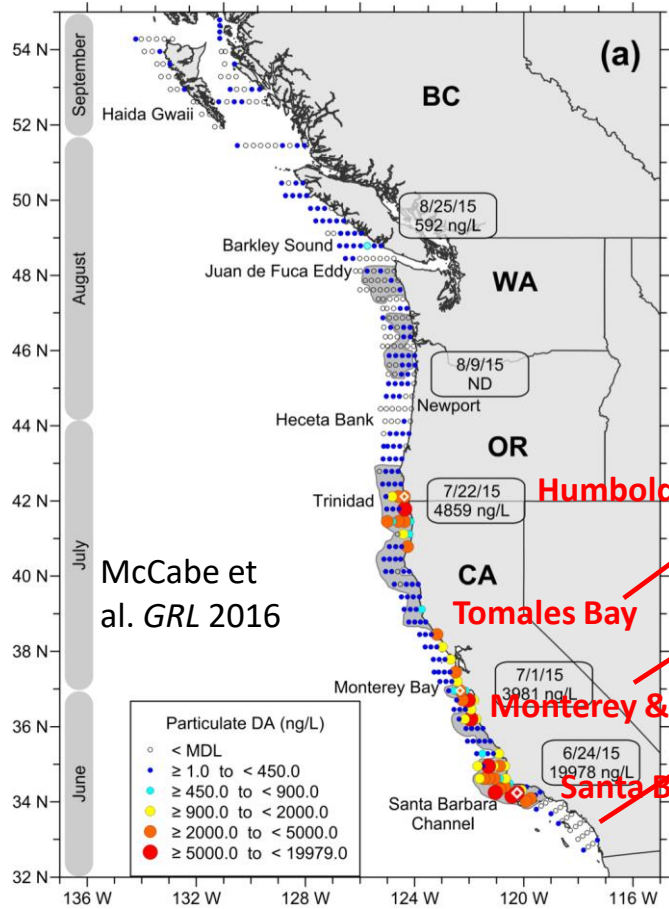 54 N
52 N
50 N
48 N
46 N
44 N
42 N
40 N
38 N
36 N
34 N
32 N
September
August
July
June
(a)
BC
Haida Gwaii
8/25/15
592 ng/L
Barkley Sound
Juan de Fuca Eddy
WA
8/9/15
ND
Newport
Heceta Bank
OR
7/22/15
4859 ng/L
Trinidad
CA
McCabe et
al. GRL 2016
Tomales Bay
7/1/15
3981 ng/L
Monterey Bay
Monterey &
6/24/15
19978 ng/L
Santa Barbara
Channel
Particulate DA (ng/L)
< MDL
≥ 1.0 to < 450.0
≥ 450.0 to < 900.0
≥ 900.0 to < 2000.0
≥ 2000.0 to < 5000.0
≥ 5000.0 to < 19979.0
136 W
132 W
128 W
124 W
120 W
116 W